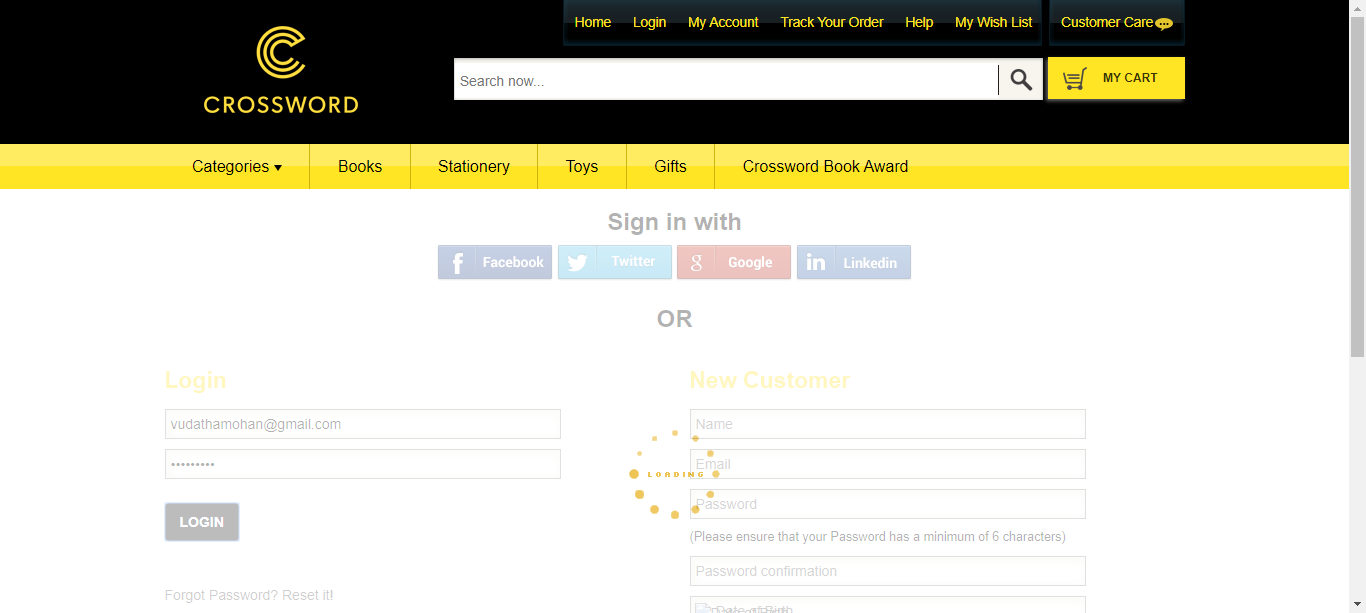 Home Login My Account Track Your Order Help My Wish List Customer Care
CROSSWORD
Search now...
MY CART
Categories Books Stationery Toys Gifts Crossword Book Award
Sign in with
Facebook Twitter Google Linkedin
OR
Login
vudathamohan@gmail.com
•••••••••
LOGIN
Forgot Password? Reset it!
New Customer
Name
Email
LOADING
Password
(Please ensure that your Password has a minimum of 6 characters)
Password confirmation
Date of Birth